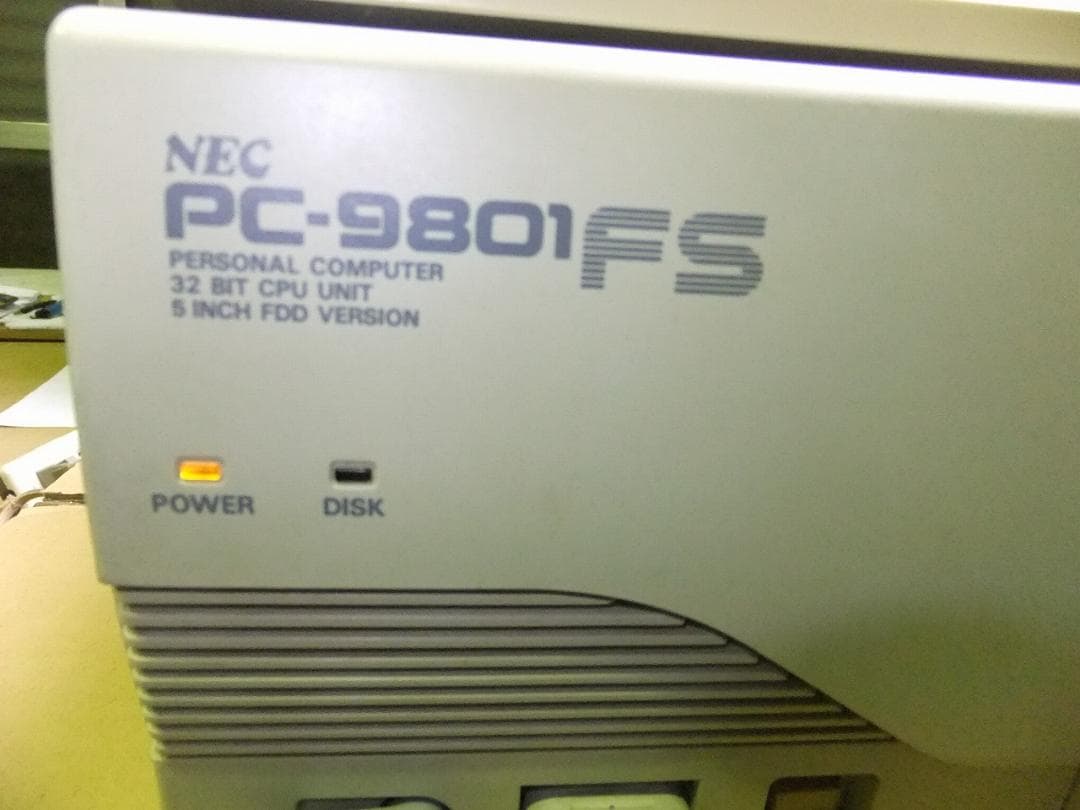 NEC
PC-9801FS
PERSONAL COMPUTER
32 BIT CPU UNIT
5 INCH FDD VERSION
POWER DISK